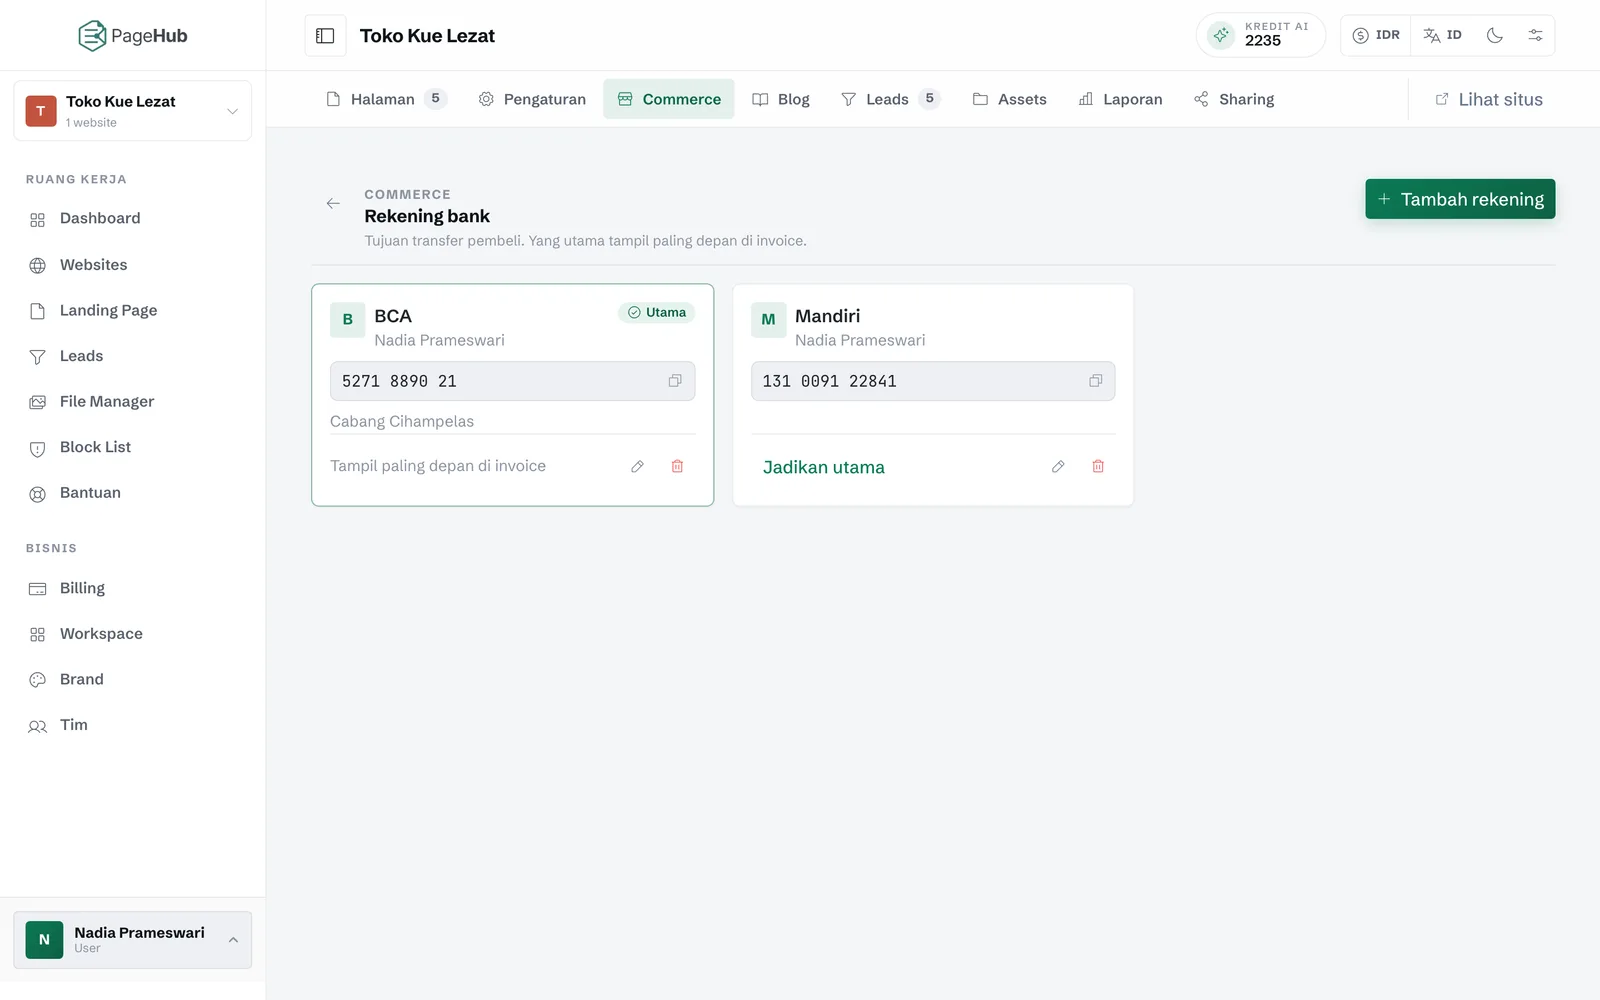 PageHub
Toko Kue Lezat
KREDIT AI
2235
IDR
ID
T
Toko Kue Lezat
1 website
Halaman 5
Pengaturan
Commerce
Blog
Leads 5
Assets
Laporan
Sharing
Lihat situs
RUANG KERJA
Dashboard
Websites
Landing Page
Leads
File Manager
Block List
Bantuan
BISNIS
Billing
Workspace
Brand
Tim
N
Nadia Prameswari
User
COMMERCE
Rekening bank
Tujuan transfer pembeli. Yang utama tampil paling depan di invoice.
+ Tambah rekening
B
BCA
Utama
Nadia Prameswari
5271 8890 21
Cabang Cihampelas
Tampil paling depan di invoice
M
Mandiri
Nadia Prameswari
131 0091 22841
Jadikan utama